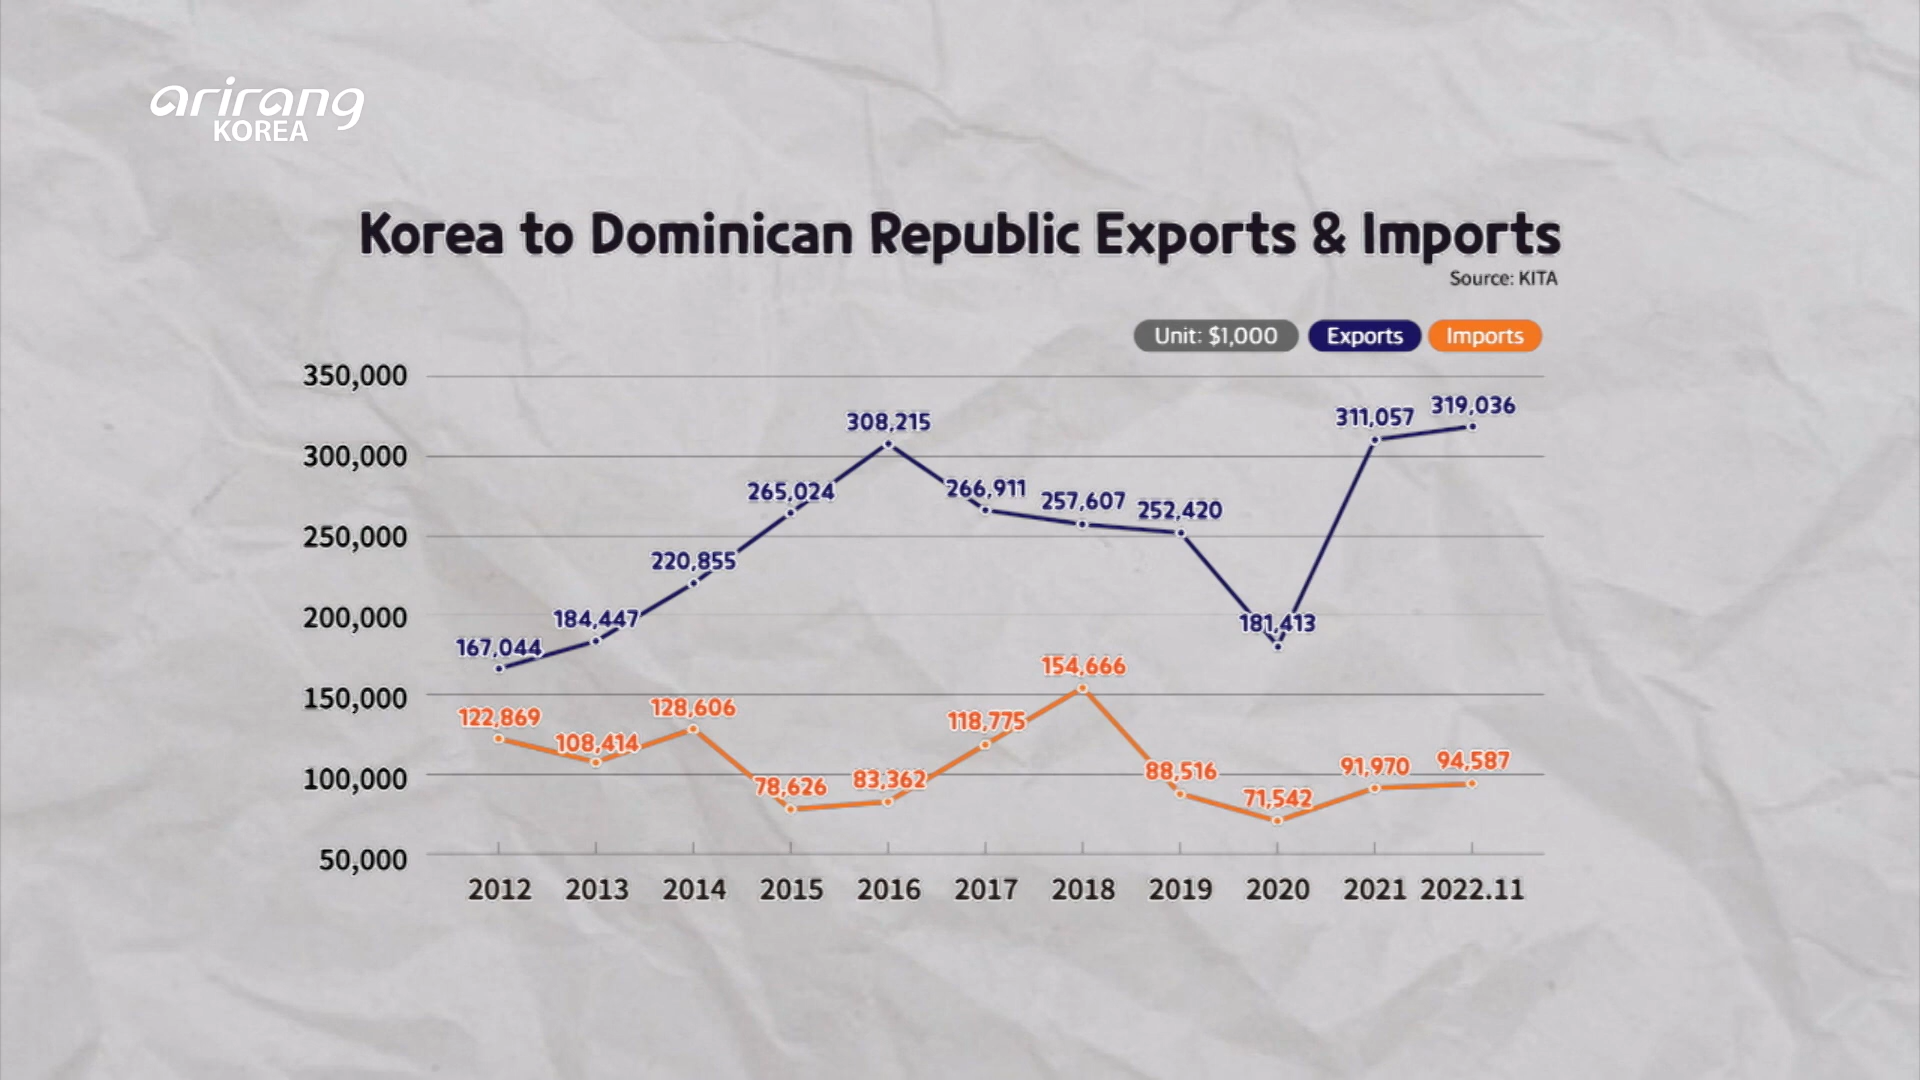 arirang
KOREA
Korea to Dominican Republic Exports & Imports
Source: KITA
Unit: $1,000 Exports Imports
350,000
300,000
250,000
200,000
150,000
100,000
50,000
167,044 184,447 220,855 265,024 308,215 266,911 257,607 252,420 181,413 311,057 319,036
122,869 108,414 128,606 78,626 83,362 118,775 154,666 88,516 71,542 91,970 94,587
2012 2013 2014 2015 2016 2017 2018 2019 2020 2021 2022.11